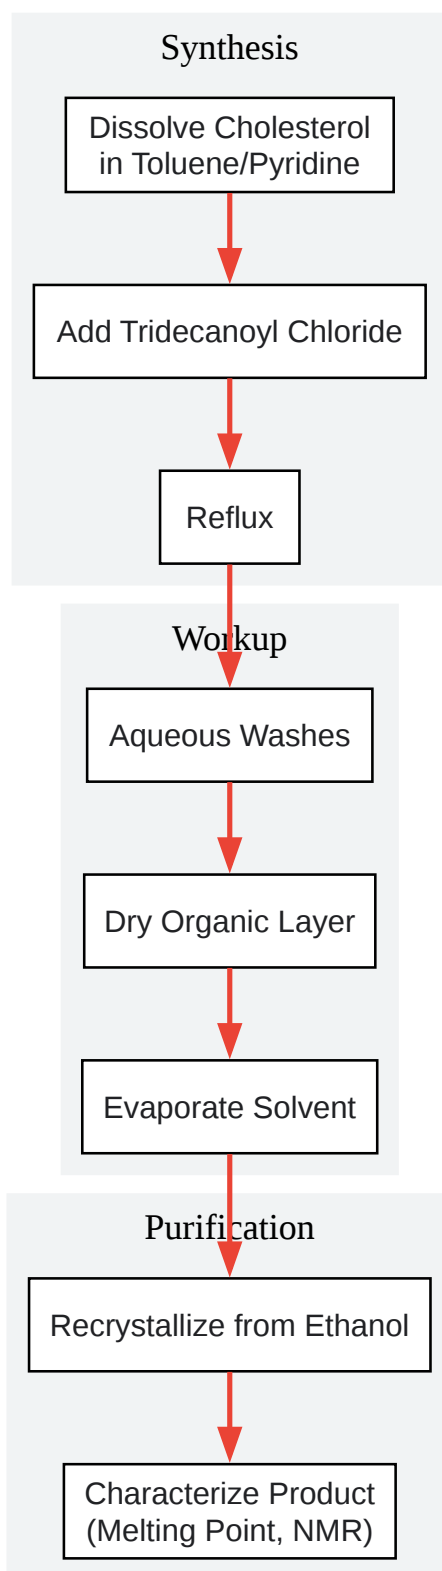 Synthesis
Dissolve Cholesterol
in Toluene/Pyridine
Add Tridecanoyl Chloride
Reflux
Workup
Aqueous Washes
Dry Organic Layer
Evaporate Solvent
Purification
Recrystallize from Ethanol
Characterize Product
(Melting Point, NMR)